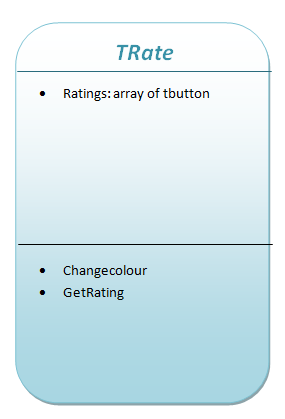 TRate
• Ratings: array of tbutton
• Changecolour
• GetRating